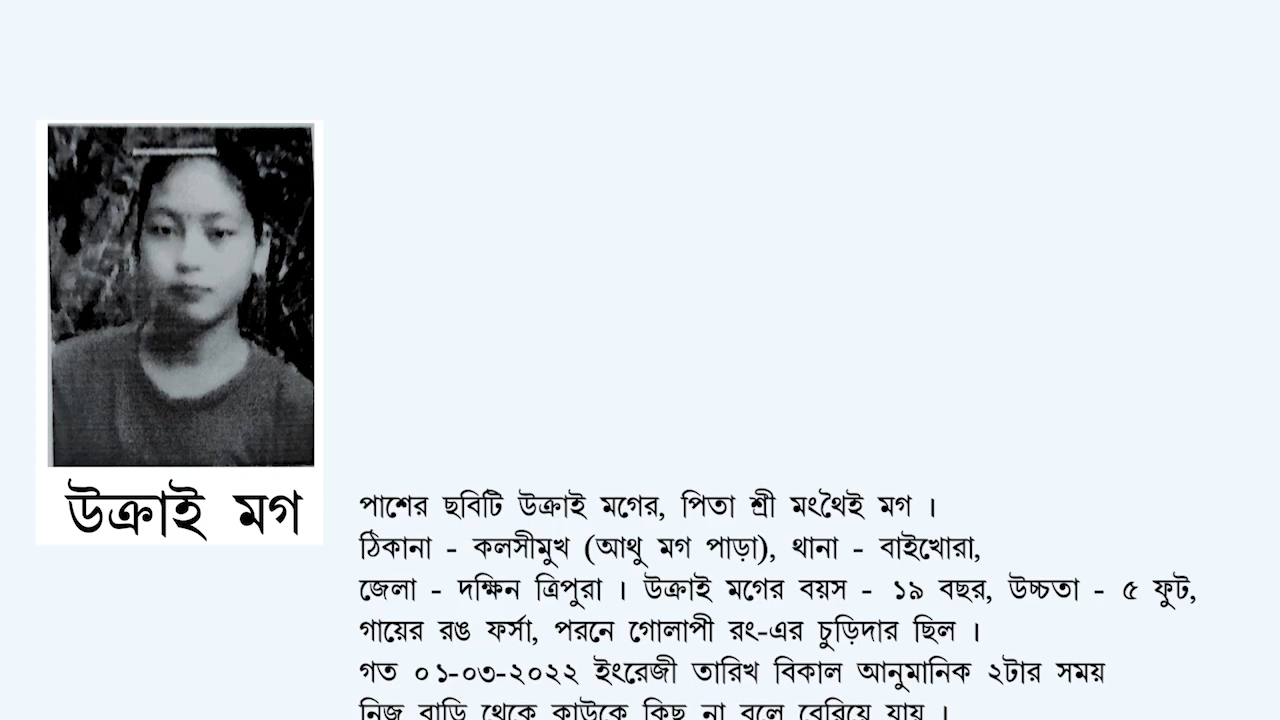 উক্রাই মগ
পাশের ছবিটি উক্রাই মগের, পিতা শ্রী মংথৈই মগ ।
ঠিকানা - কলসীমুখ (আথু মগ পাড়া), থানা - বাইখোরা,
জেলা - দক্ষিন ত্রিপুরা । উক্রাই মগের বয়স - ১৯ বছর, উচ্চতা - ৫ ফুট,
গায়ের রঙ ফর্সা, পরনে গোলাপী রং-এর চুড়িদার ছিল ।
গত ০১-০৩-২০২২ ইংরেজী তারিখ বিকাল আনুমানিক ২টার সময়
নিজ বাড়ি থেকে কাউকে কিছু না বলে বেরিয়ে যায় ।